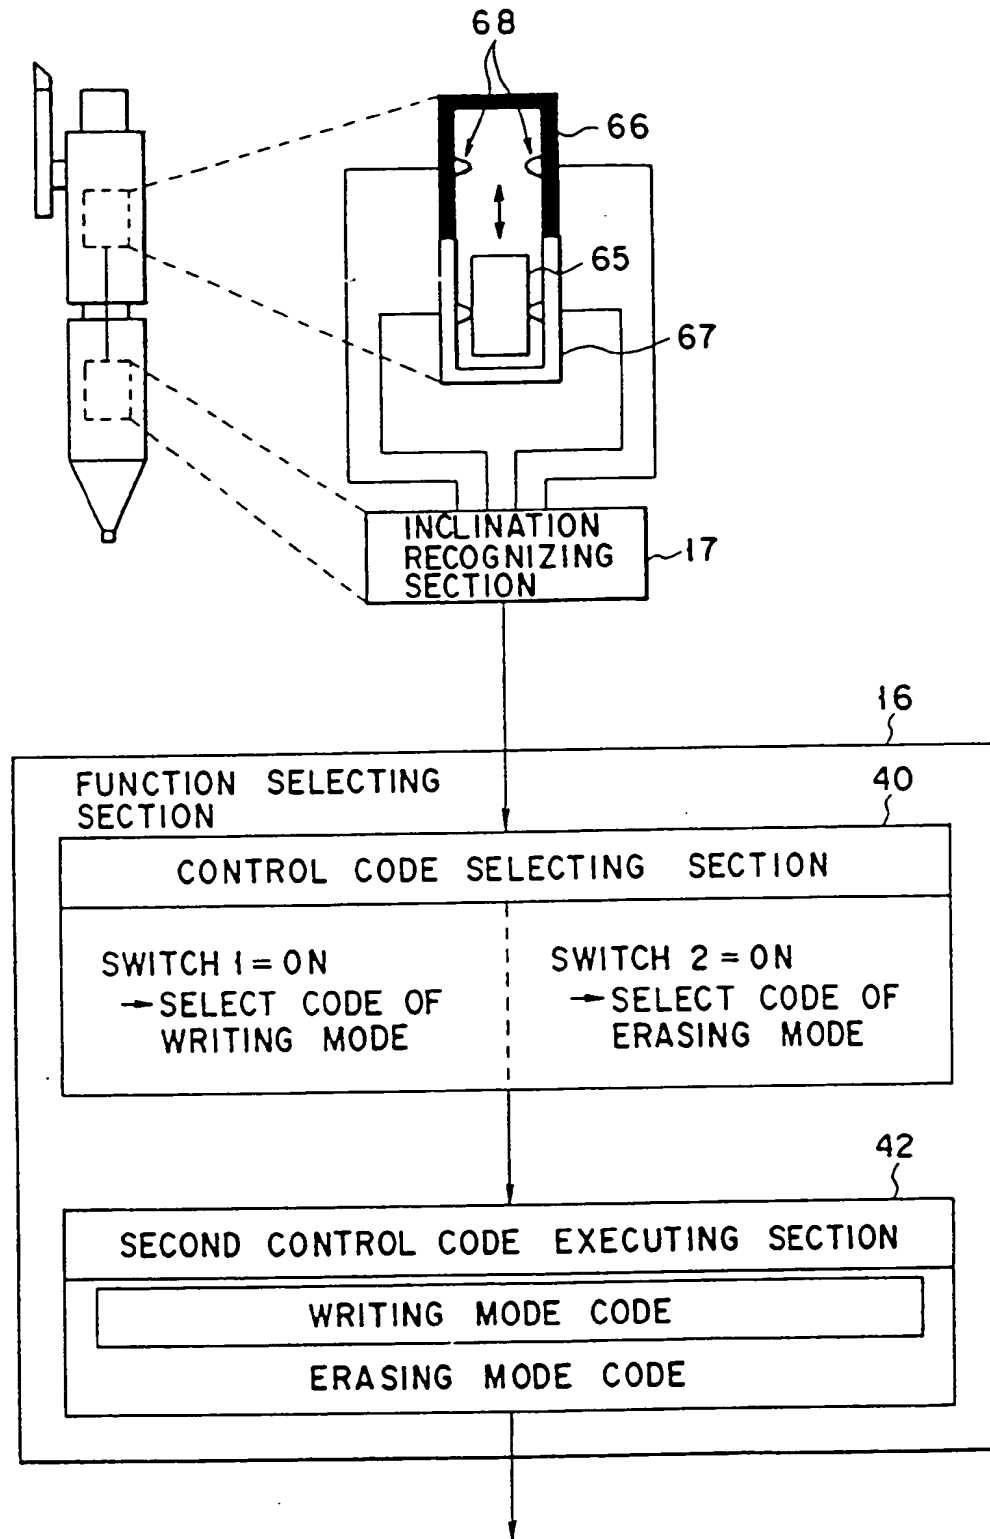 68
66
65
67
INCLINATION
RECOGNIZING
SECTION
17
16
FUNCTION SELECTING
SECTION
40
CONTROL CODE SELECTING SECTION
SWITCH 1 = ON
→ SELECT CODE OF
WRITING MODE
SWITCH 2 = ON
→ SELECT CODE OF
ERASING MODE
42
SECOND CONTROL CODE EXECUTING SECTION
WRITING MODE CODE
ERASING MODE CODE